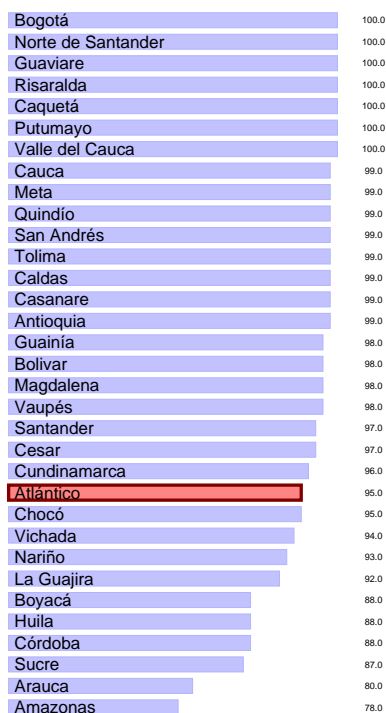 Bogotá 100.0
Norte de Santander 100.0
Guaviare 100.0
Risaralda 100.0
Caquetá 100.0
Putumayo 100.0
Valle del Cauca 100.0
Cauca 99.0
Meta 99.0
Quindío 99.0
San Andrés 99.0
Tolima 99.0
Caldas 99.0
Casanare 99.0
Antioquia 99.0
Guainía 98.0
Bolivar 98.0
Magdalena 98.0
Vaupés 98.0
Santander 97.0
Cesar 97.0
Cundinamarca 96.0
Atlántico 95.0
Chocó 95.0
Vichada 94.0
Nariño 93.0
La Guajira 92.0
Boyacá 88.0
Huila 88.0
Córdoba 88.0
Sucre 87.0
Arauca 80.0
Amazonas 78.0